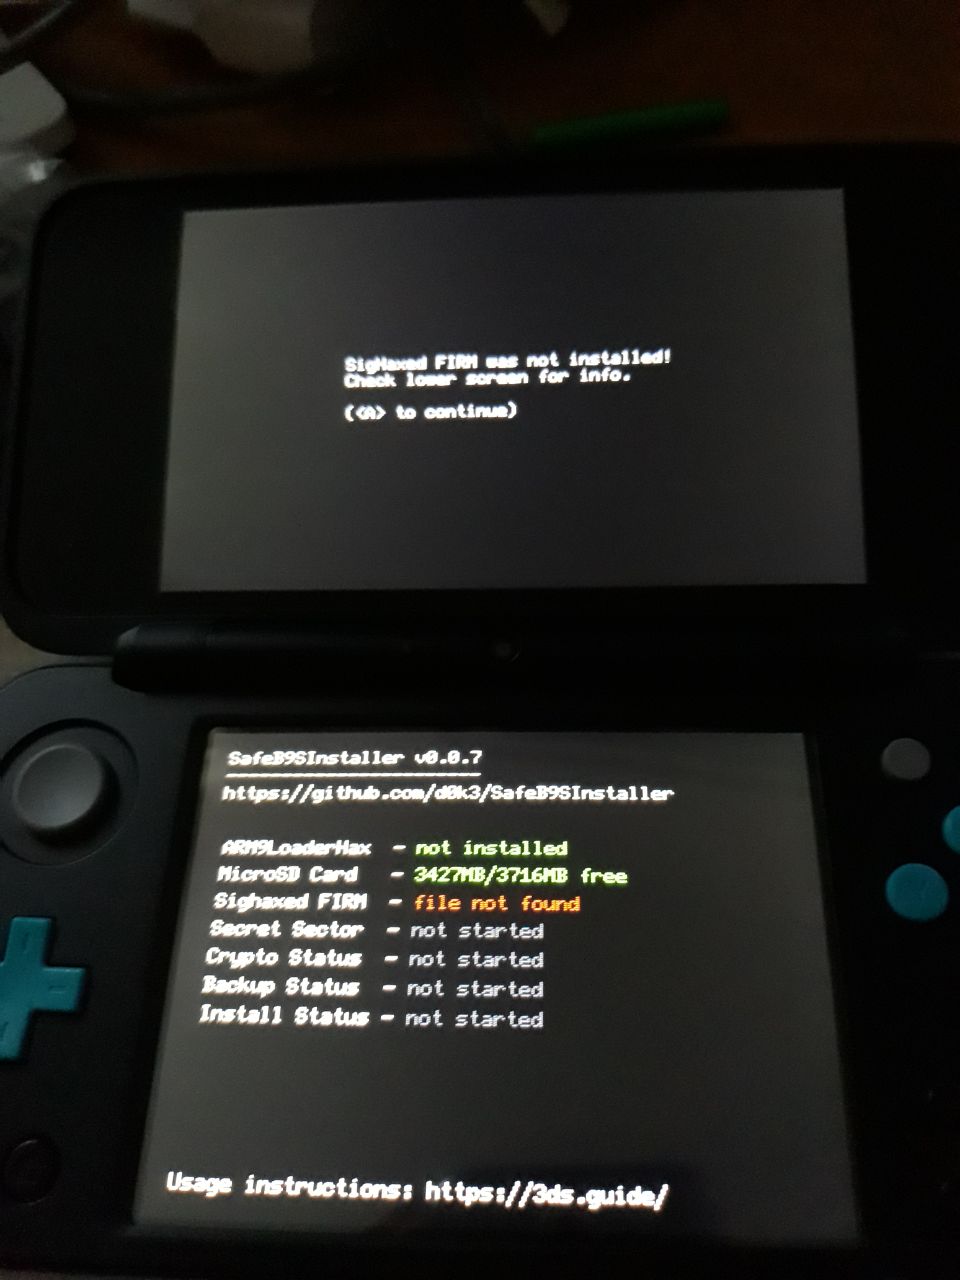 SigHaxed FIRM was not installed!
Check lower screen for info.
(<A> to continue)
SafeB9SInstaller v0.0.7
https://github.com/d0k3/SafeB9SInstaller
ARM9LoaderHax - not installed
MicroSD Card - 3427MB/3716MB free
Sighaxed FIRM - file not found
Secret Sector - not started
Crypto Status - not started
Backup Status - not started
Install Status - not started
Usage instructions: https://3ds.guide/